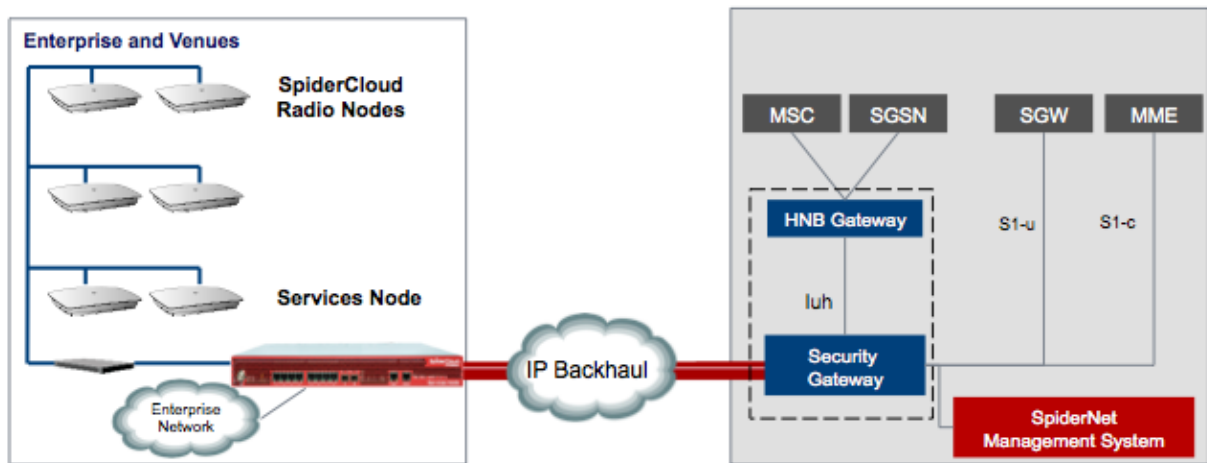 Enterprise and Venues
SpiderCloud
Radio Nodes
Services Node
Enterprise
Network
IP Backhaul
MSC
SGSN
SGW
MME
HNB Gateway
S1-u
S1-c
Iuh
Security
Gateway
SpiderNet
Management System